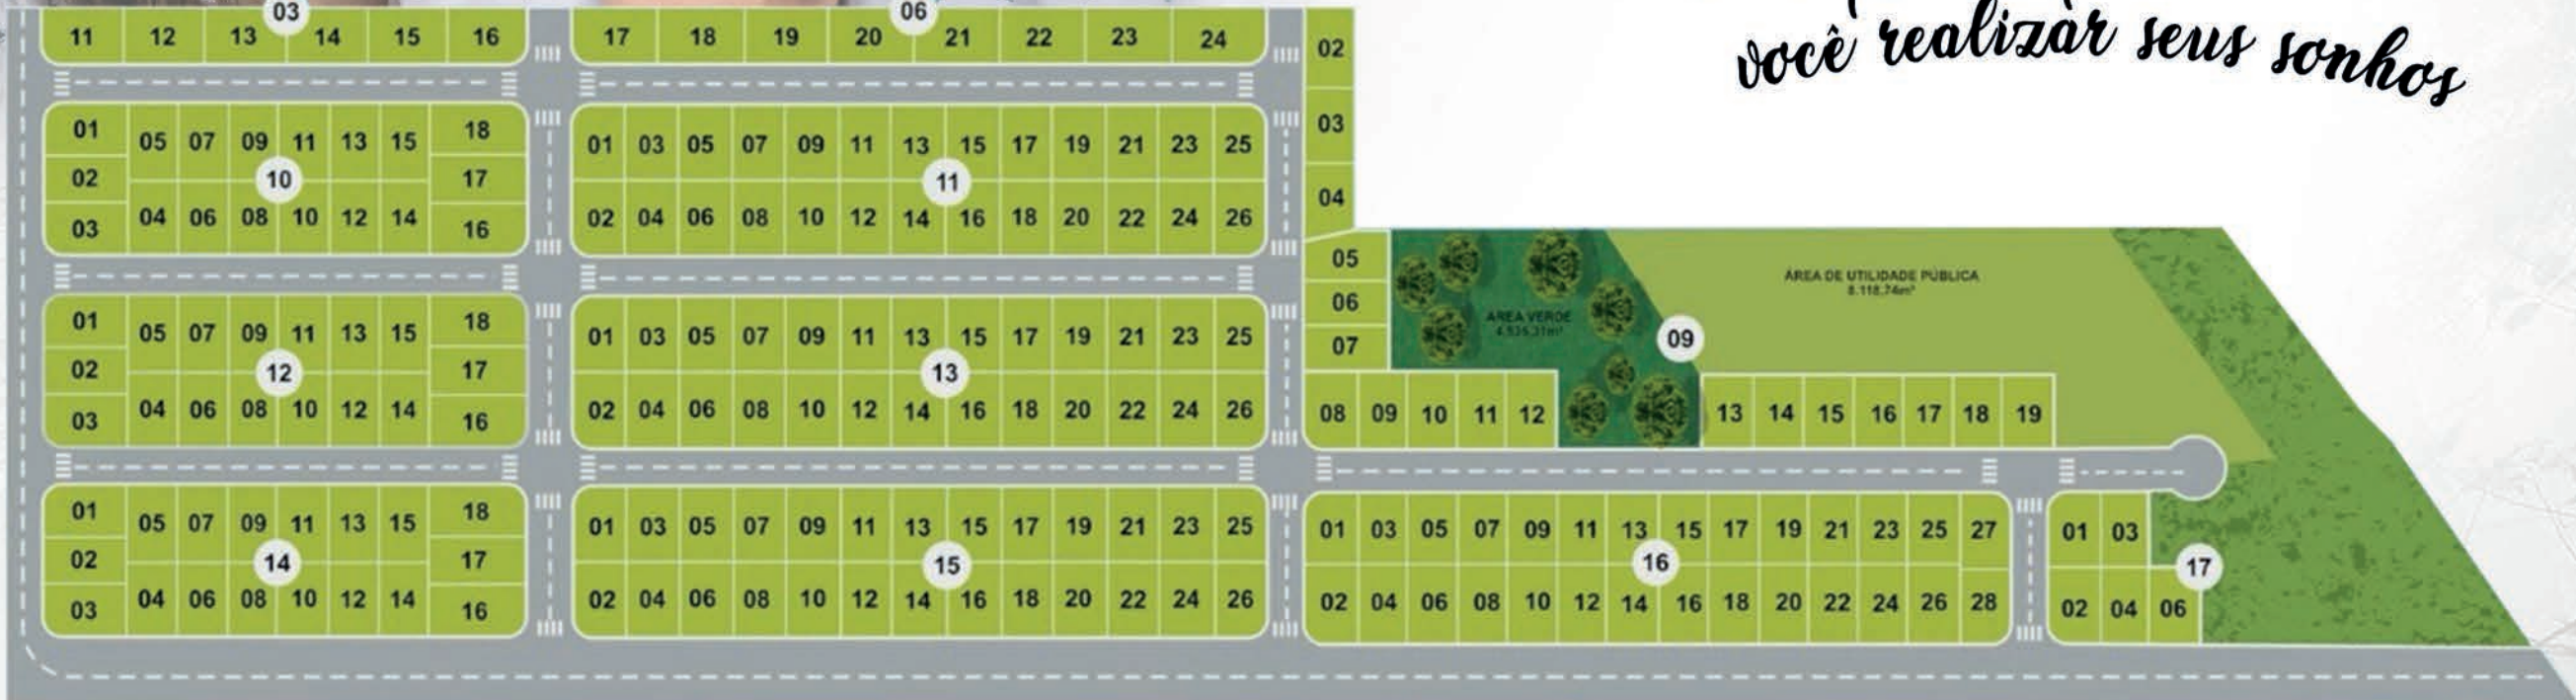 você realizar seus sonhos
03
06
11 12 13 14 15 16
17 18 19 20 21 22 23 24
02
03
04
05
06
07
08 09 10 11 12
13 14 15 16 17 18 19
09
ÁREA VERDE
ÁREA DE UTILIDADE PÚBLICA
8.118,74m²
01 05 07 09 11 13 15 18
02 10 17
03 04 06 08 10 12 14 16
01 03 05 07 09 11 13 15 17 19 21 23 25
11
02 04 06 08 10 12 14 16 18 20 22 24 26
01 05 07 09 11 13 15 18
02 12 17
03 04 06 08 10 12 14 16
01 03 05 07 09 11 13 15 17 19 21 23 25
13
02 04 06 08 10 12 14 16 18 20 22 24 26
01 05 07 09 11 13 15 18
02 14 17
03 04 06 08 10 12 14 16
01 03 05 07 09 11 13 15 17 19 21 23 25
15
02 04 06 08 10 12 14 16 18 20 22 24 26
01 03 05 07 09 11 13 15 17 19 21 23 25 27
16
02 04 06 08 10 12 14 16 18 20 22 24 26 28
01 03
17
02 04 06